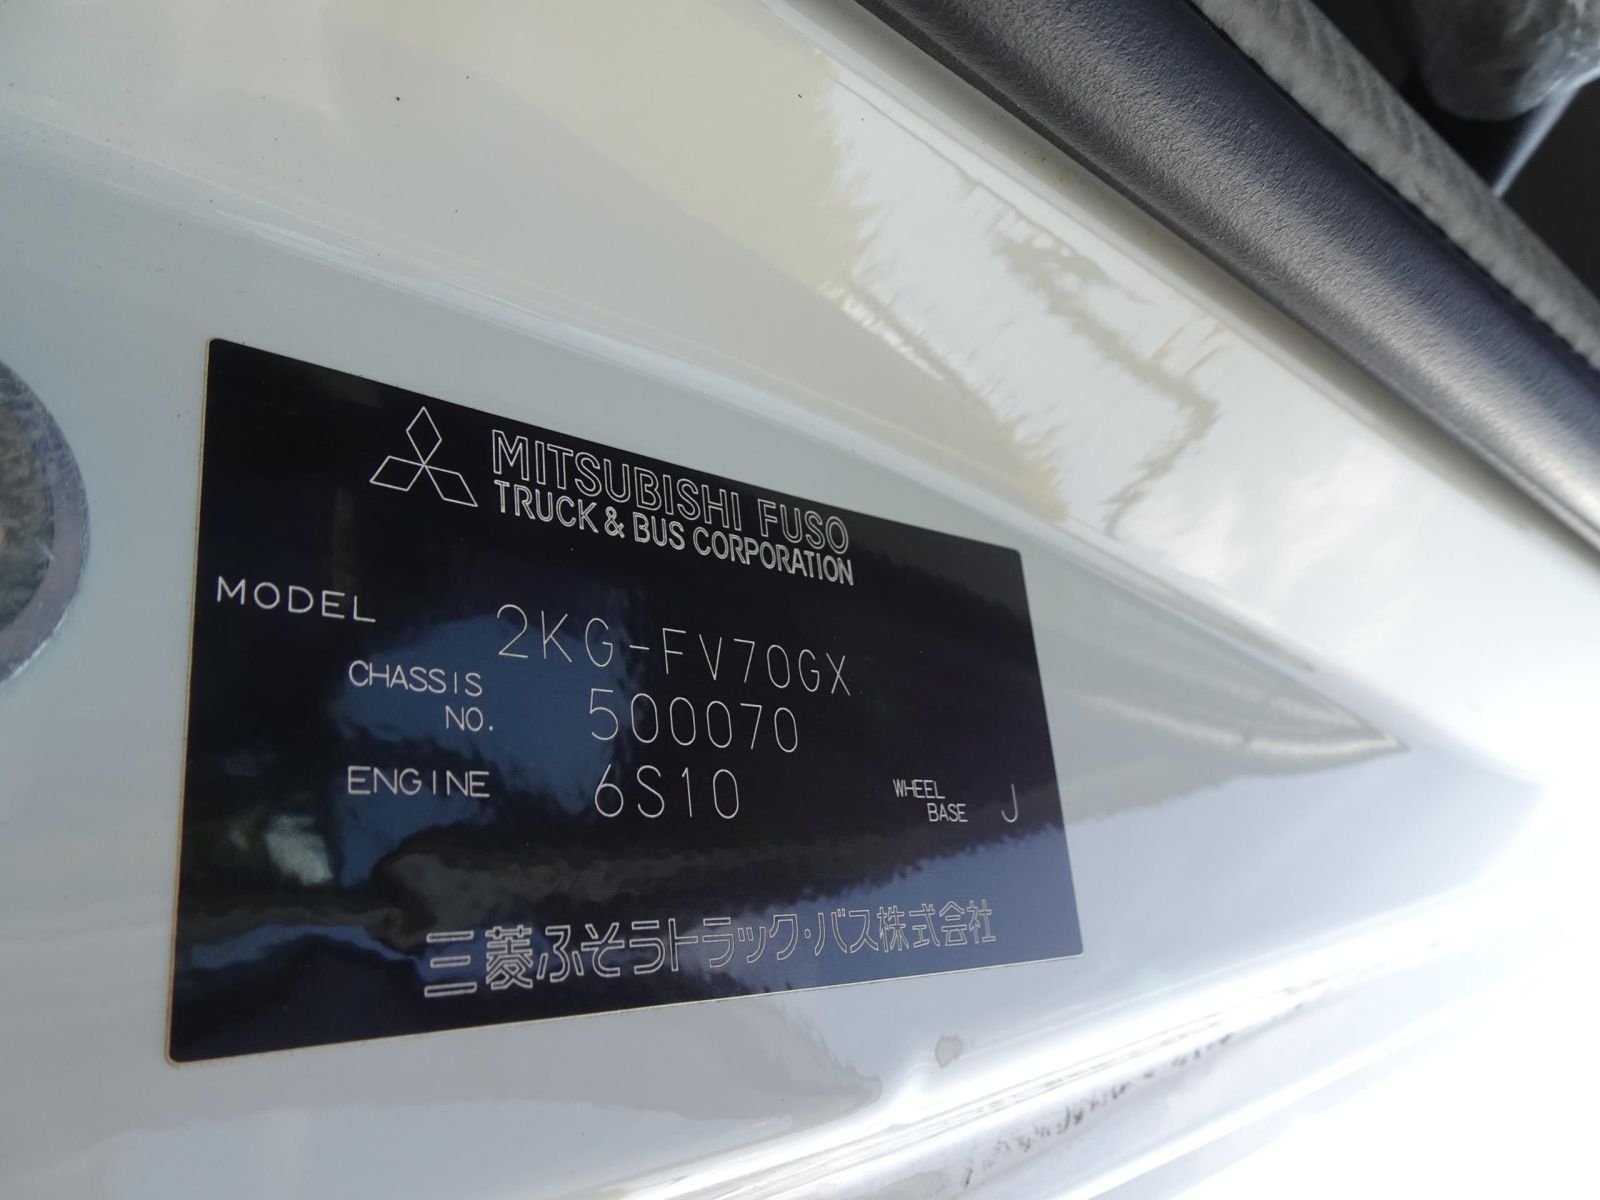 MITSUBISHI FUSO
TRUCK & BUS CORPORATION
MODEL 2KG-FV70GX
CHASSIS NO. 500070
ENGINE 6S10 WHEEL BASE J
三菱ふそうトラック・バス株式会社